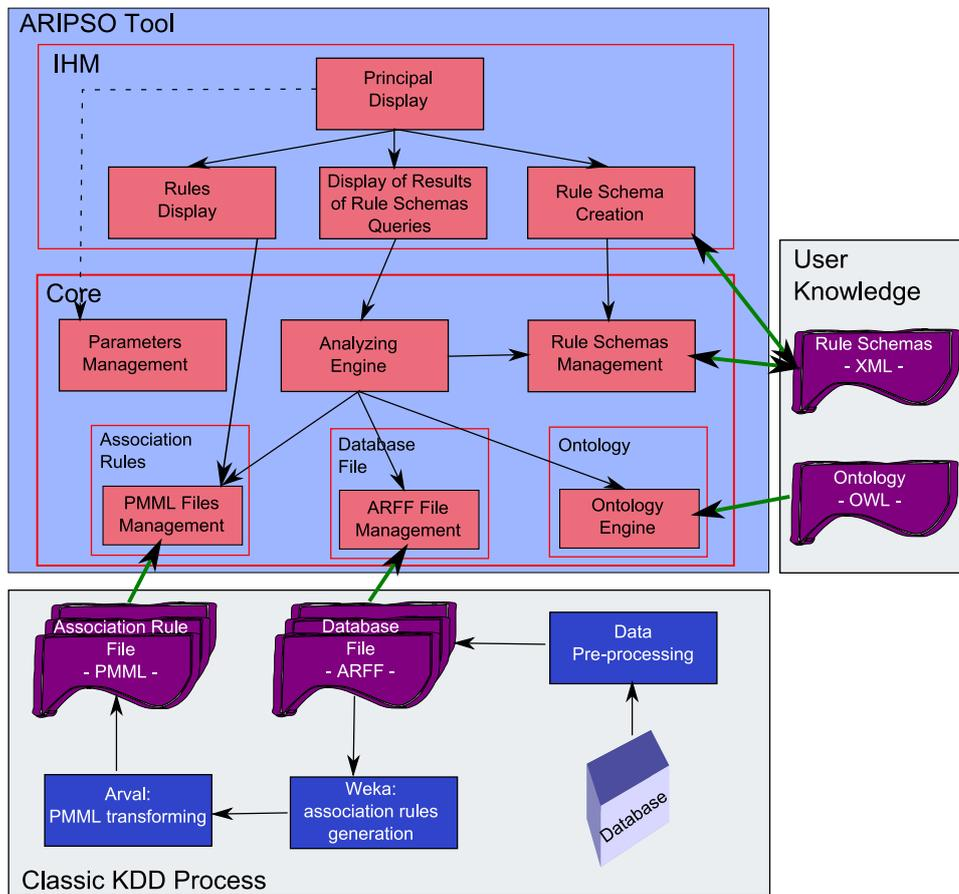 ARIPSO Tool
IHM
Principal
Display
Rules
Display
Display of Results
of Rule Schemas
Queries
Rule Schema
Creation
Core
Parameters
Management
Analyzing
Engine
Rule Schemas
Management
Association
Rules
PMML Files
Management
Database
File
ARFF File
Management
Ontology
Ontology
Engine
User
Knowledge
Rule Schemas
- XML -
Ontology
- OWL -
Association Rule
File
- PMML -
Database
File
- ARFF -
Data
Pre-processing
Arval:
PMML transforming
Weka:
association rules
generation
Database
Classic KDD Process